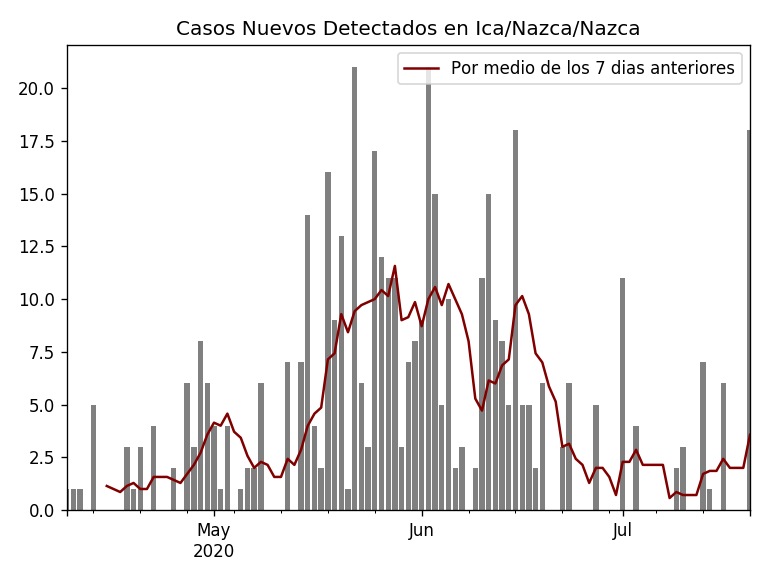 Casos Nuevos Detectados en Ica/Nazca/Nazca
Por medio de los 7 dias anteriores
20.0
17.5
15.0
12.5
10.0
7.5
5.0
2.5
0.0
May
2020
Jun
Jul